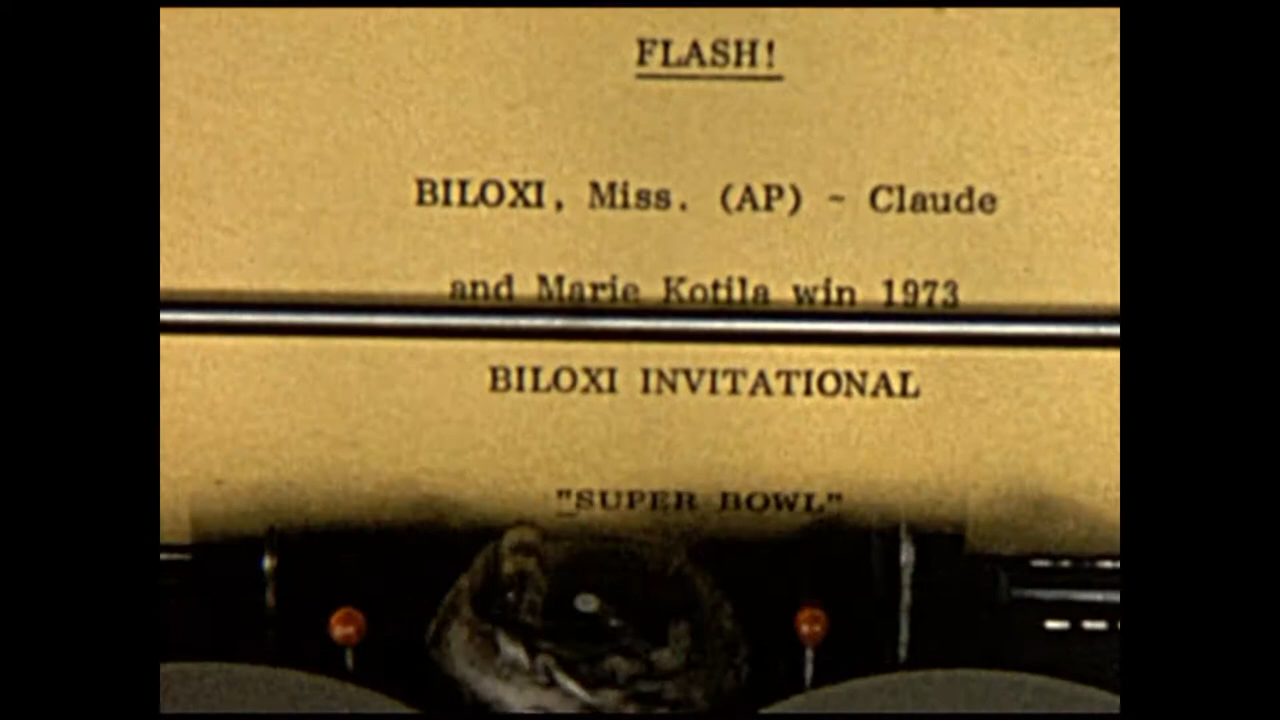 FLASH!
BILOXI, Miss. (AP) - Claude
and Marie Kotila win 1973
BILOXI INVITATIONAL
"SUPER BOWL"